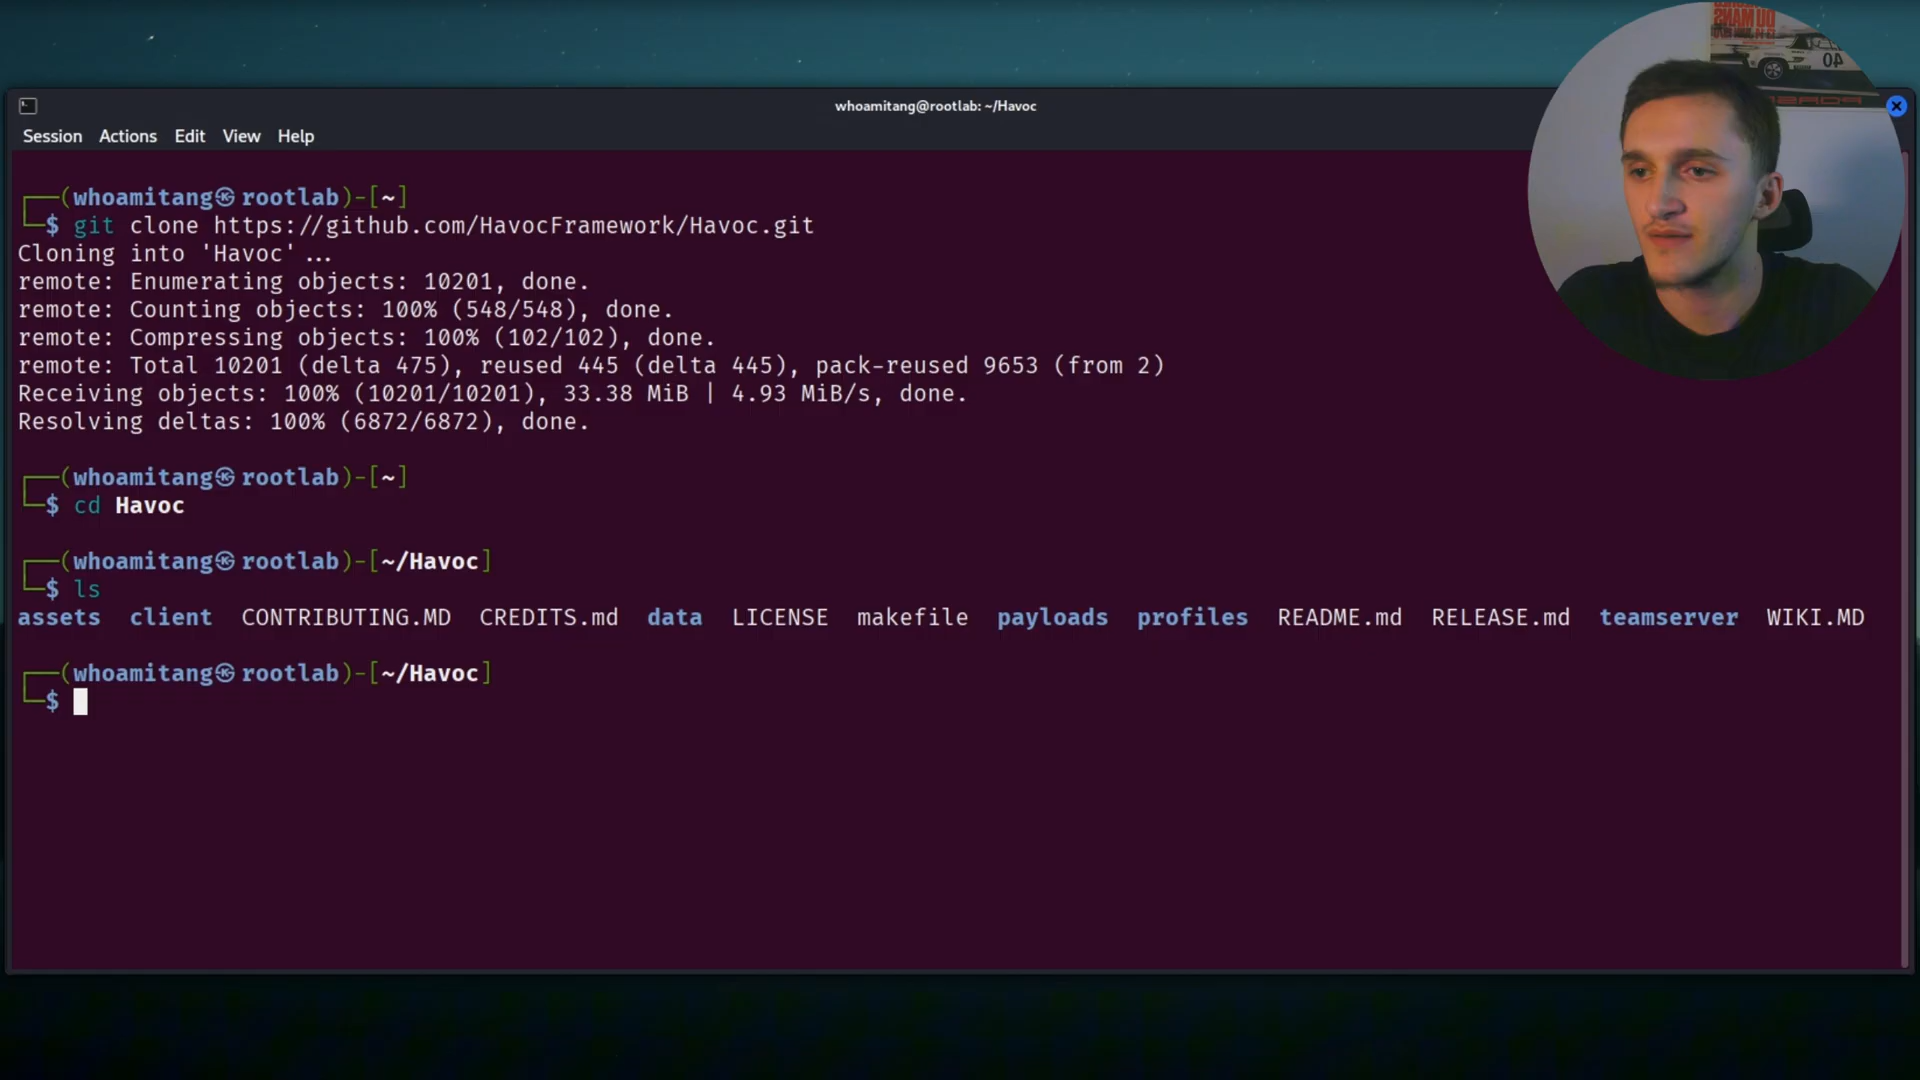 DU MANS
40
PORSCHE
whoamitang@rootlab: ~/Havoc
Session Actions Edit View Help
┌──(whoamitang㉿rootlab)-[~]
└─$ git clone https://github.com/HavocFramework/Havoc.git
Cloning into 'Havoc'...
remote: Enumerating objects: 10201, done.
remote: Counting objects: 100% (548/548), done.
remote: Compressing objects: 100% (102/102), done.
remote: Total 10201 (delta 475), reused 445 (delta 445), pack-reused 9653 (from 2)
Receiving objects: 100% (10201/10201), 33.38 MiB | 4.93 MiB/s, done.
Resolving deltas: 100% (6872/6872), done.
┌──(whoamitang㉿rootlab)-[~]
└─$ cd Havoc
┌──(whoamitang㉿rootlab)-[~/Havoc]
└─$ ls
assets client CONTRIBUTING.MD CREDITS.md data LICENSE makefile payloads profiles README.md RELEASE.md teamserver WIKI.MD
┌──(whoamitang㉿rootlab)-[~/Havoc]
└─$